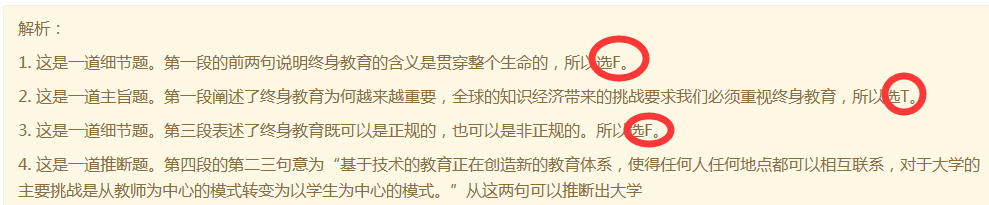 解析：
1. 这是一道细节题。第一段的前两句说明终身教育的含义是贯穿整个生命的，所以选F。
2. 这是一道主旨题。第一段阐述了终身教育为何越来越重要，全球的知识经济带来的挑战要求我们必须重视终身教育，所以选T。
3. 这是一道细节题。第三段表述了终身教育既可以是正规的，也可以是非正规的。所以选F。
4. 这是一道推断题。第四段的第二三句意为“基于技术的教育正在创造新的教育体系，使得任何人任何地点都可以相互联系，对于大学的
主要挑战是从教师为中心的模式转变为以学生为中心的模式。”从这两句可以推断出大学